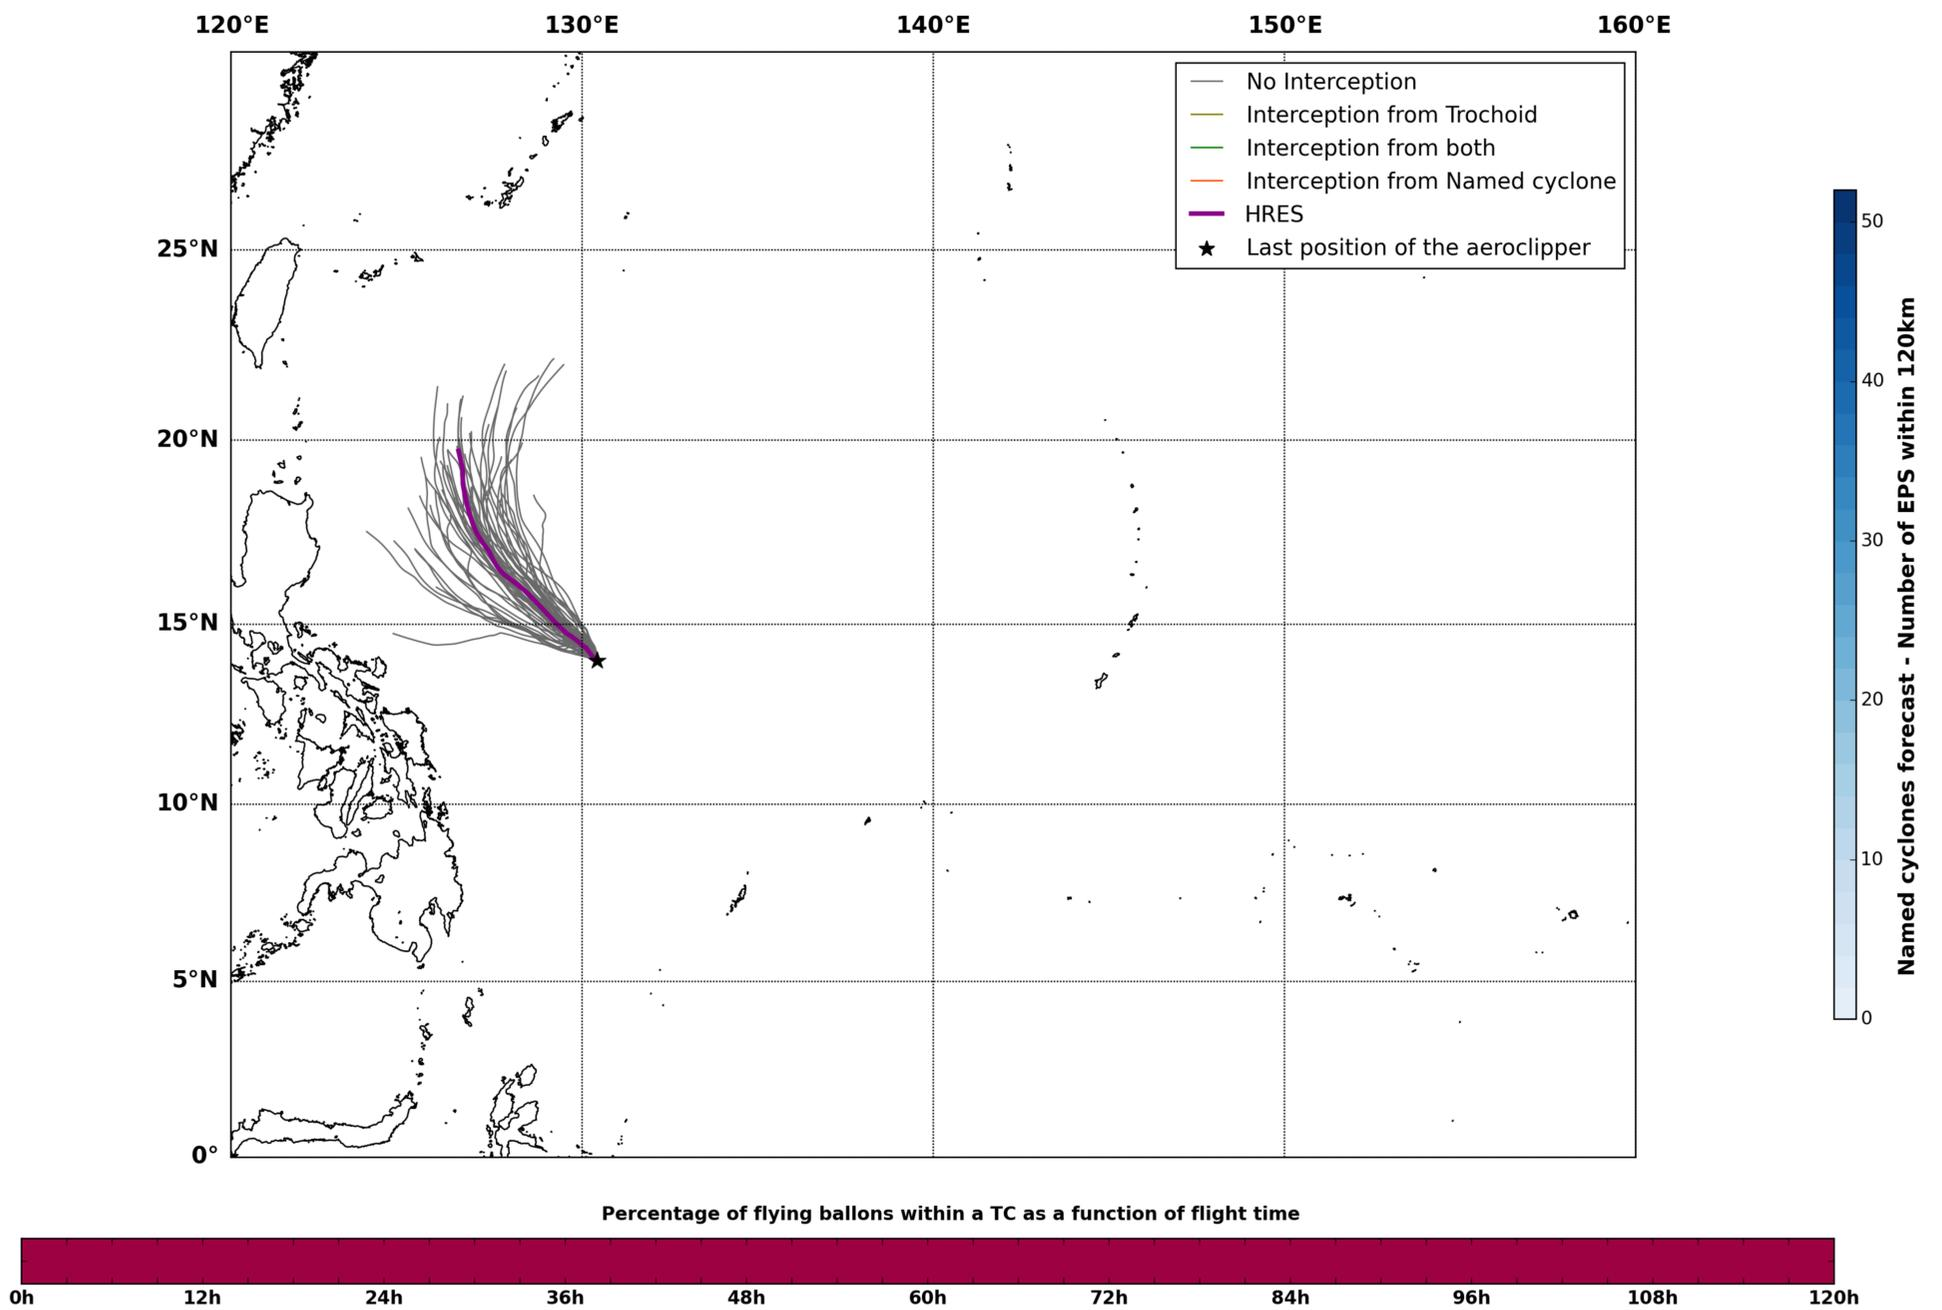 120°E 130°E 140°E 150°E 160°E
No Interception
Interception from Trochoid
Interception from both
Interception from Named cyclone
HRES
Last position of the aeroclipper
25°N
20°N
15°N
10°N
5°N
0°
50
40
30
20
10
0
Named cyclones forecast - Number of EPS within 120km
Percentage of flying ballons within a TC as a function of flight time
0h 12h 24h 36h 48h 60h 72h 84h 96h 108h 120h